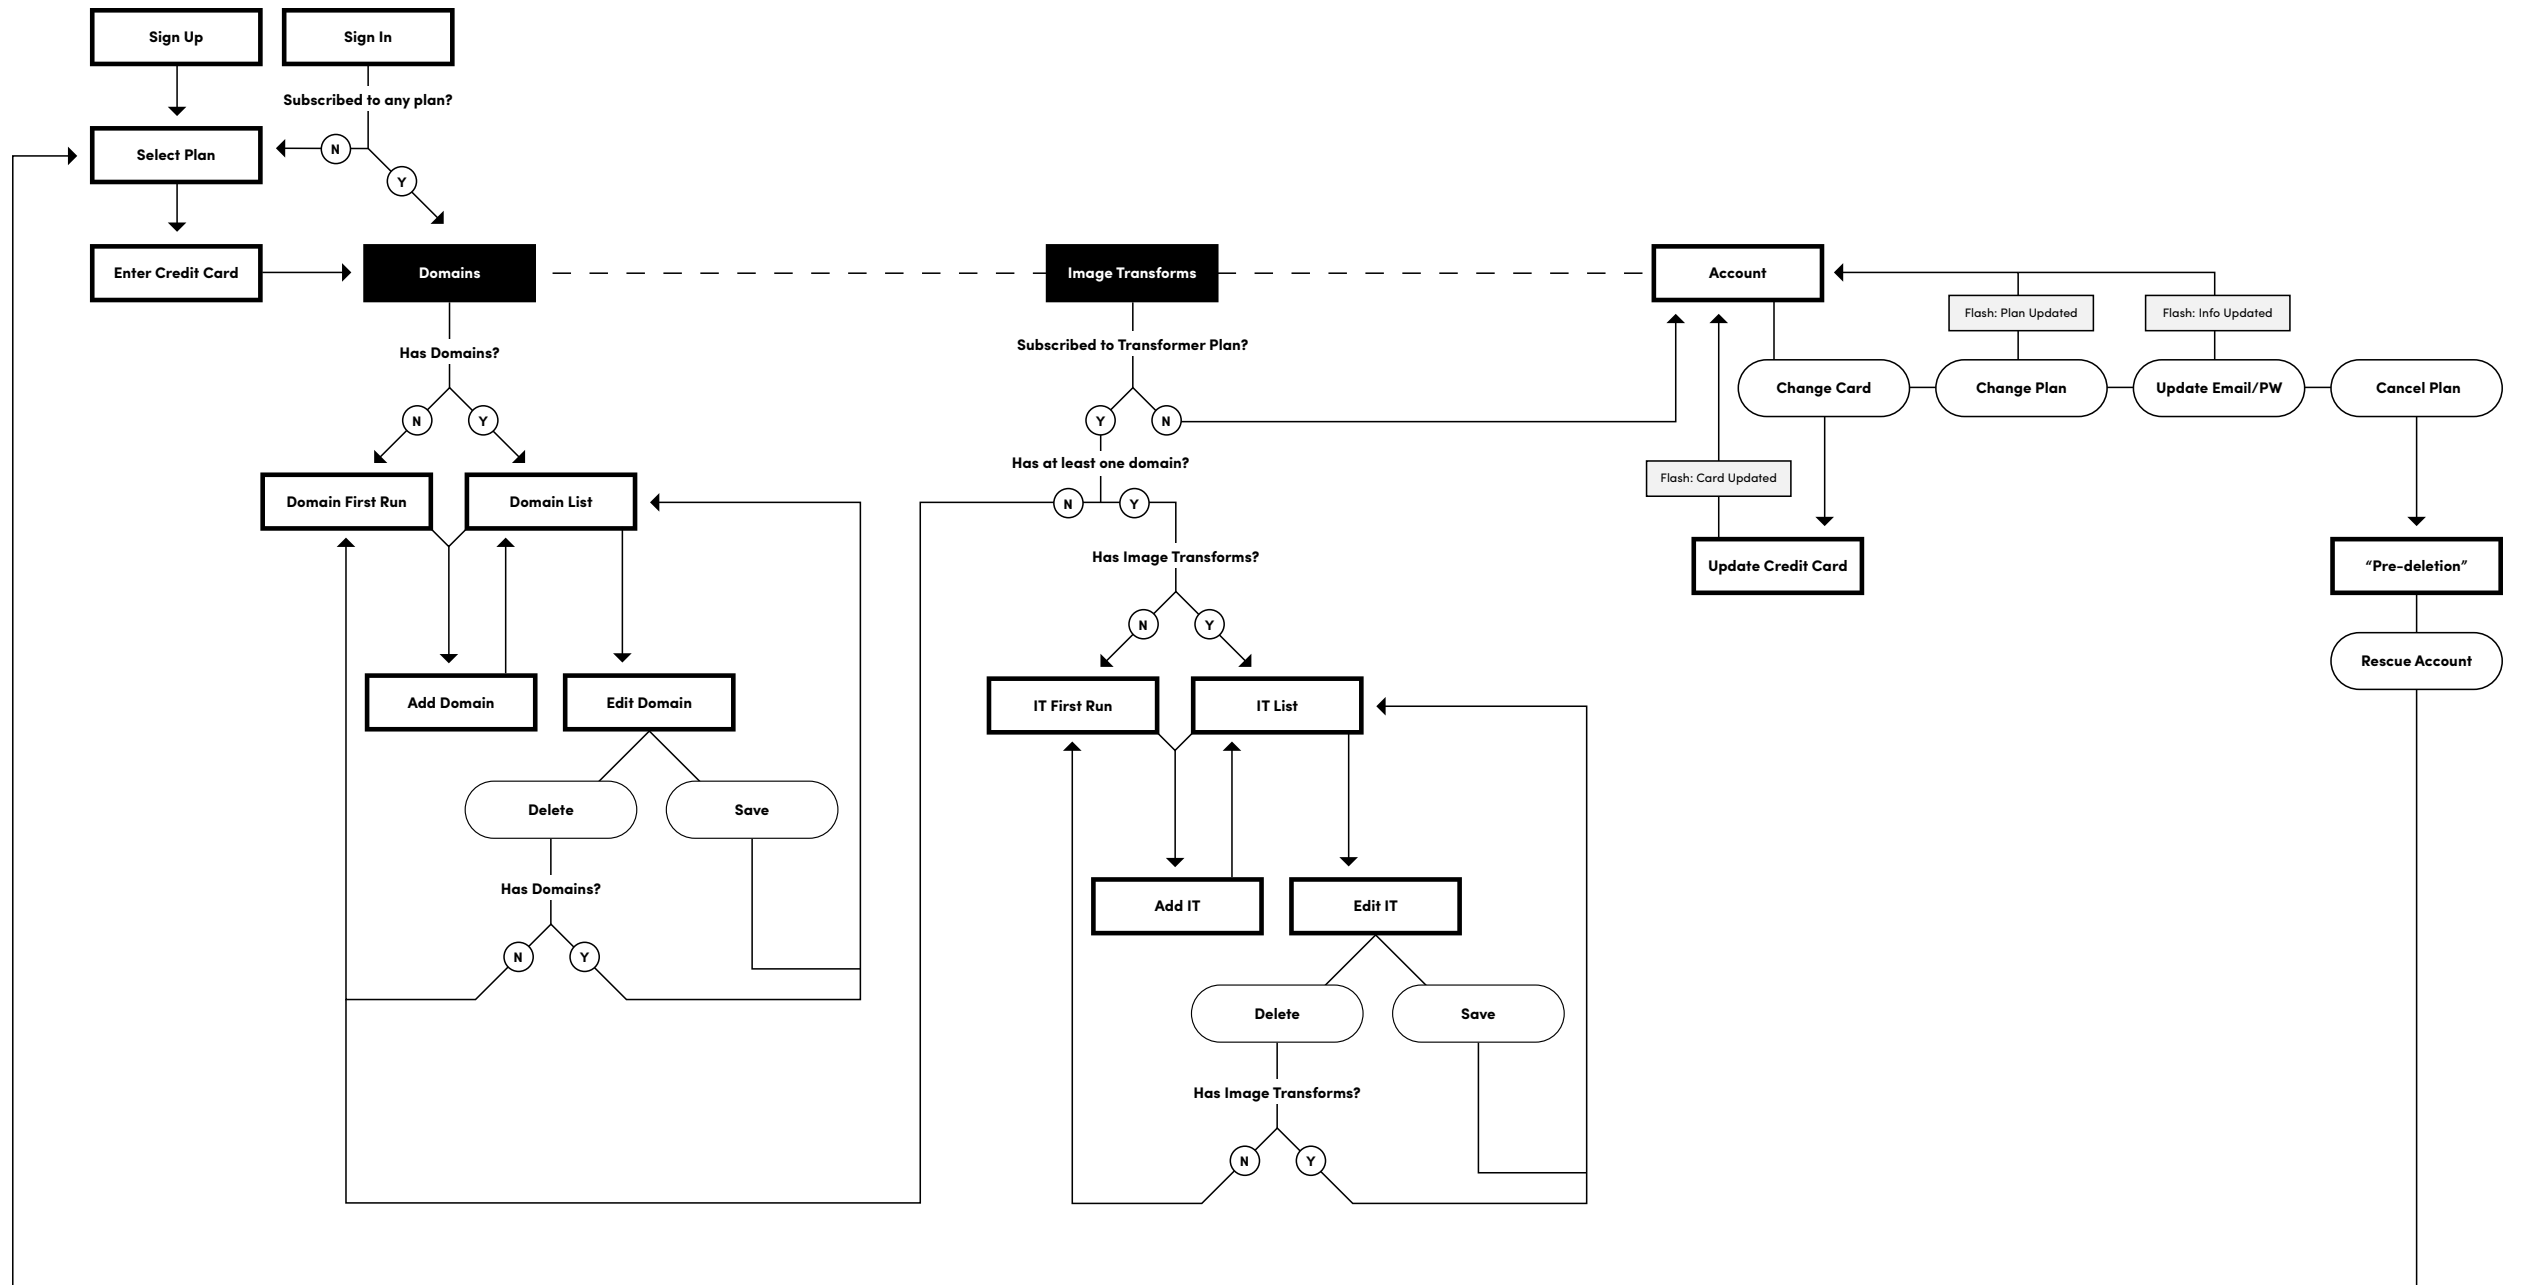 Sign Up
Sign In
Subscribed to any plan?
Select Plan
N
Y
Enter Credit Card
Domains
Image Transforms
Account
Flash: Plan Updated
Flash: Info Updated
Has Domains?
Subscribed to Transformer Plan?
Change Card
Change Plan
Update Email/PW
Cancel Plan
N
Y
Y
N
Has at least one domain?
Flash: Card Updated
Domain First Run
Domain List
N
Y
Has Image Transforms?
Update Credit Card
“Pre-deletion”
N
Y
Rescue Account
Add Domain
Edit Domain
IT First Run
IT List
Delete
Save
Has Domains?
Add IT
Edit IT
N
Y
Delete
Save
Has Image Transforms?
N
Y